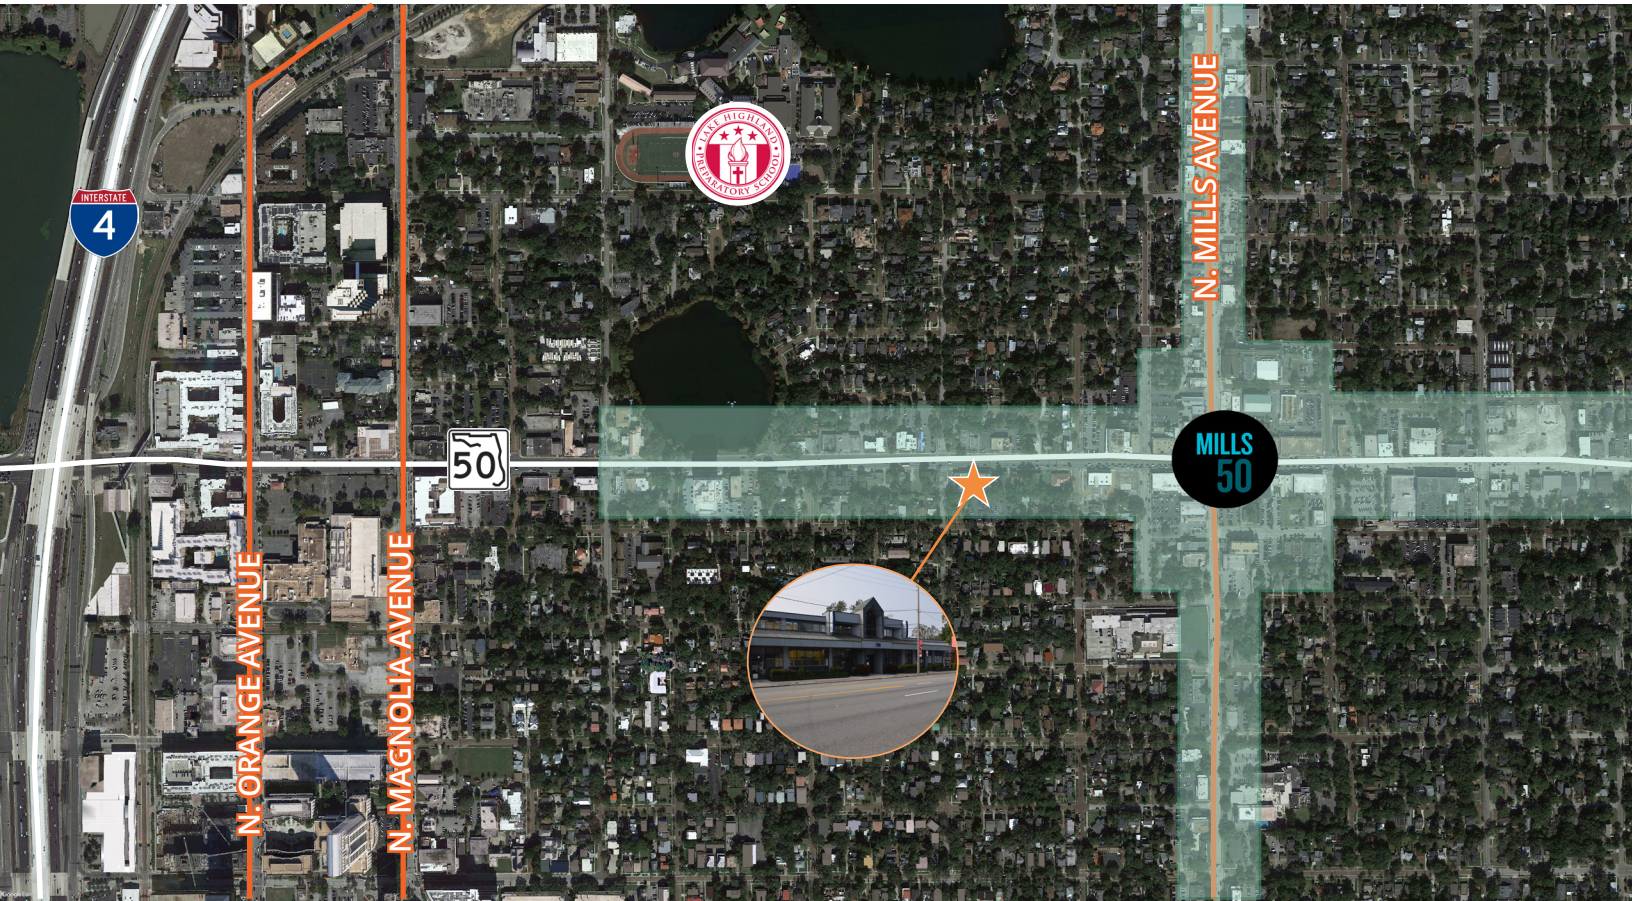 INTERSTATE
4
LAKE HIGHLAND
PREPARATORY SCHOOL
N. MILLS AVENUE
50
MILLS
50
N. ORANGE AVENUE
N. MAGNOLIA AVENUE